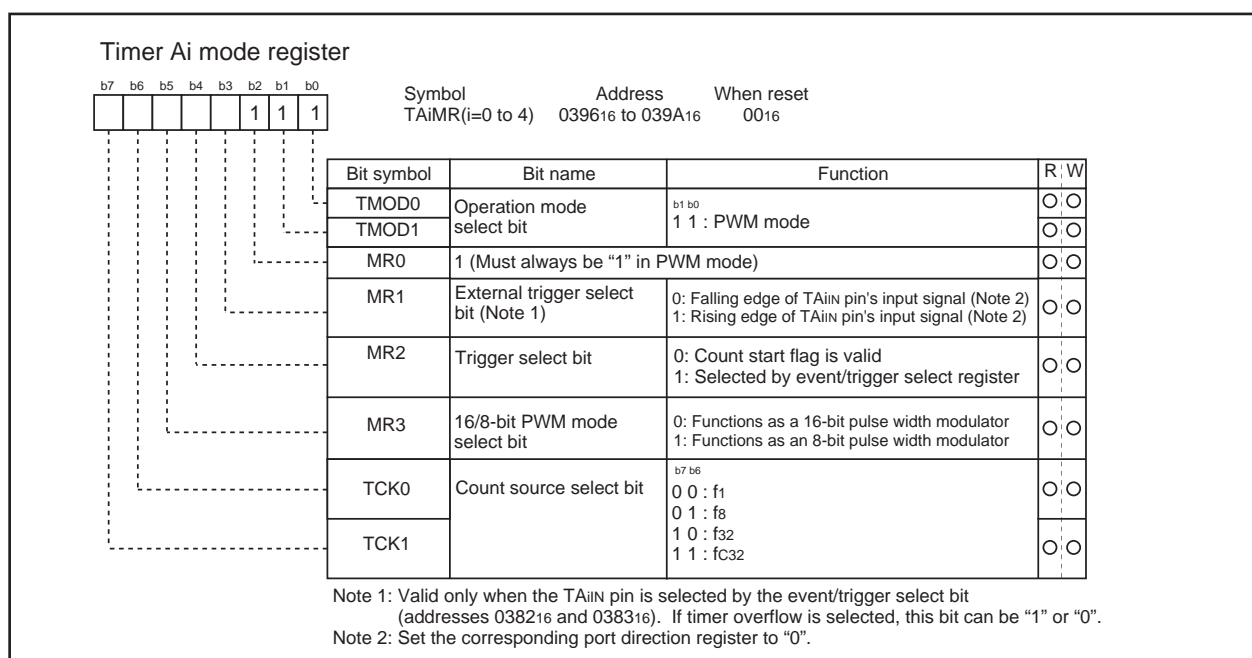 Timer Ai mode register
b7 b6 b5 b4 b3 b2 b1 b0
1 1 1
Symbol Address When reset
TAiMR(i=0 to 4) 039616 to 039A16 0016
Bit symbol Bit name Function R W
TMOD0 Operation mode select bit b1 b0
TMOD1 1 1 : PWM mode
MR0 1 (Must always be “1” in PWM mode)
MR1 External trigger select bit (Note 1) 0: Falling edge of TAiIN pin's input signal (Note 2)
1: Rising edge of TAiIN pin's input signal (Note 2)
MR2 Trigger select bit 0: Count start flag is valid
1: Selected by event/trigger select register
MR3 16/8-bit PWM mode select bit 0: Functions as a 16-bit pulse width modulator
1: Functions as an 8-bit pulse width modulator
b7 b6
TCK0 Count source select bit 0 0 : f1
0 1 : f8
TCK1 1 0 : f32
1 1 : fC32
Note 1: Valid only when the TAiIN pin is selected by the event/trigger select bit
(addresses 038216 and 038316). If timer overflow is selected, this bit can be “1” or “0”.
Note 2: Set the corresponding port direction register to “0”.